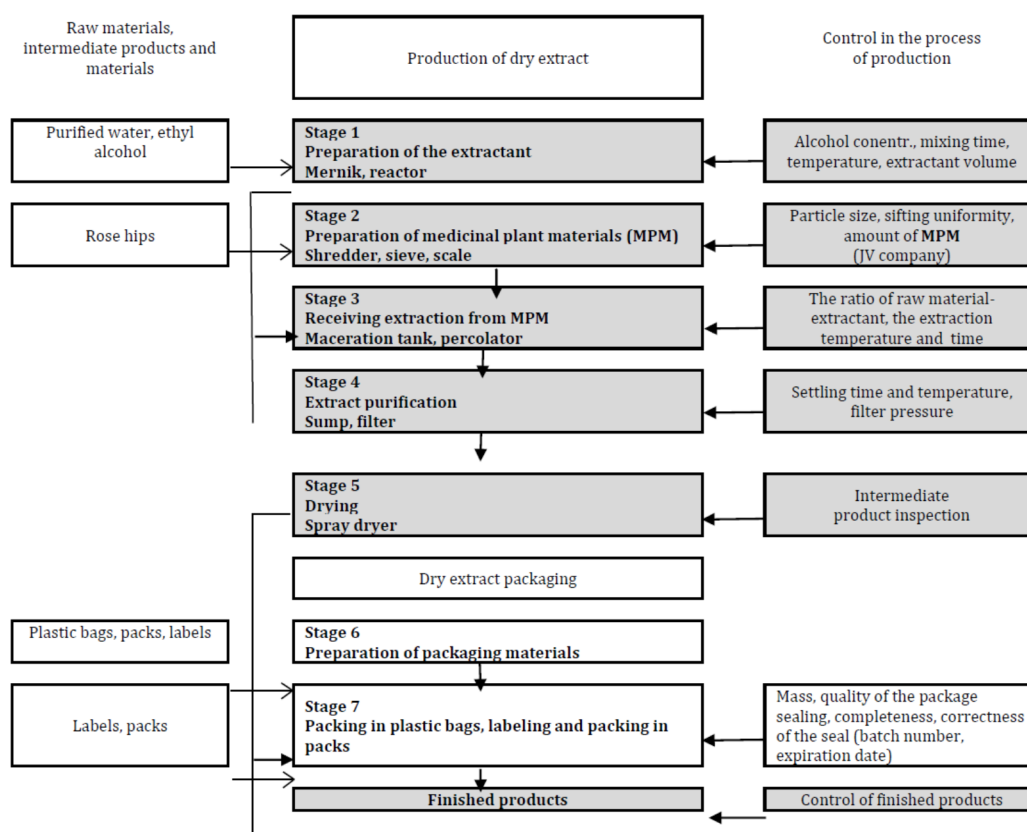 Raw materials,
intermediate products and
materials
Production of dry extract
Control in the process
of production
Purified water, ethyl
alcohol
Stage 1
Preparation of the extractant
Mernik, reactor
Alcohol conentr., mixing time,
temperature, extractant volume
Rose hips
Stage 2
Preparation of medicinal plant materials (MPM)
Shredder, sieve, scale
Particle size, sifting uniformity,
amount of MPM
(JV company)
Stage 3
Receiving extraction from MPM
Maceration tank, percolator
The ratio of raw material-
extractant, the extraction
temperature and time
Stage 4
Extract purification
Sump, filter
Settling time and temperature,
filter pressure
Stage 5
Drying
Spray dryer
Intermediate
product inspection
Dry extract packaging
Plastic bags, packs, labels
Stage 6
Preparation of packaging materials
Labels, packs
Stage 7
Packing in plastic bags, labeling and packing in
packs
Mass, quality of the package
sealing, completeness, correctness
of the seal (batch number,
expiration date)
Finished products
Control of finished products